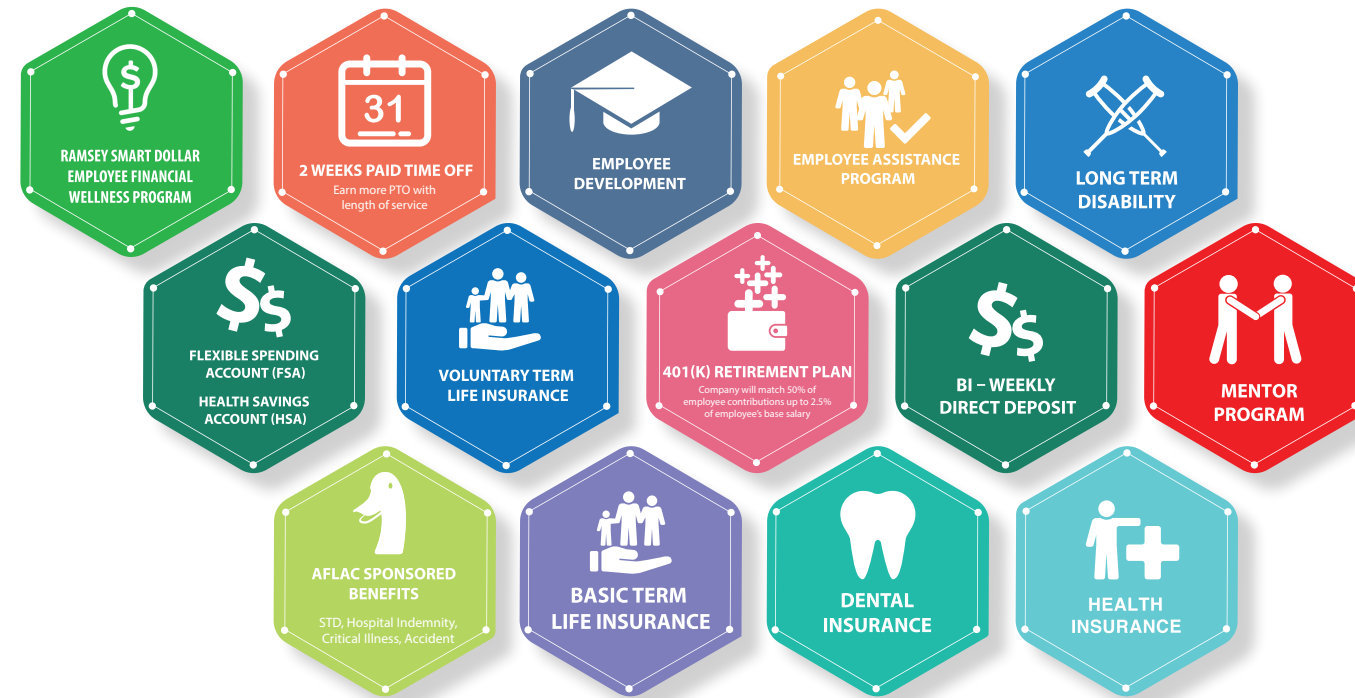 RAMSEY SMART DOLLAR
EMPLOYEE FINANCIAL
WELLNESS PROGRAM
31
2 WEEKS PAID TIME OFF
Earn more PTO with
length of service
EMPLOYEE
DEVELOPMENT
EMPLOYEE ASSISTANCE
PROGRAM
LONG TERM
DISABILITY
$$
FLEXIBLE SPENDING
ACCOUNT (FSA)
HEALTH SAVINGS
ACCOUNT (HSA)
VOLUNTARY TERM
LIFE INSURANCE
401(K) RETIREMENT PLAN
Company will match 50% of
employee contributions up to 2.5%
of employee's base salary
$$
BI – WEEKLY
DIRECT DEPOSIT
MENTOR
PROGRAM
AFLAC SPONSORED
BENEFITS
STD, Hospital Indemnity,
Critical Illness, Accident
BASIC TERM
LIFE INSURANCE
DENTAL
INSURANCE
HEALTH
INSURANCE